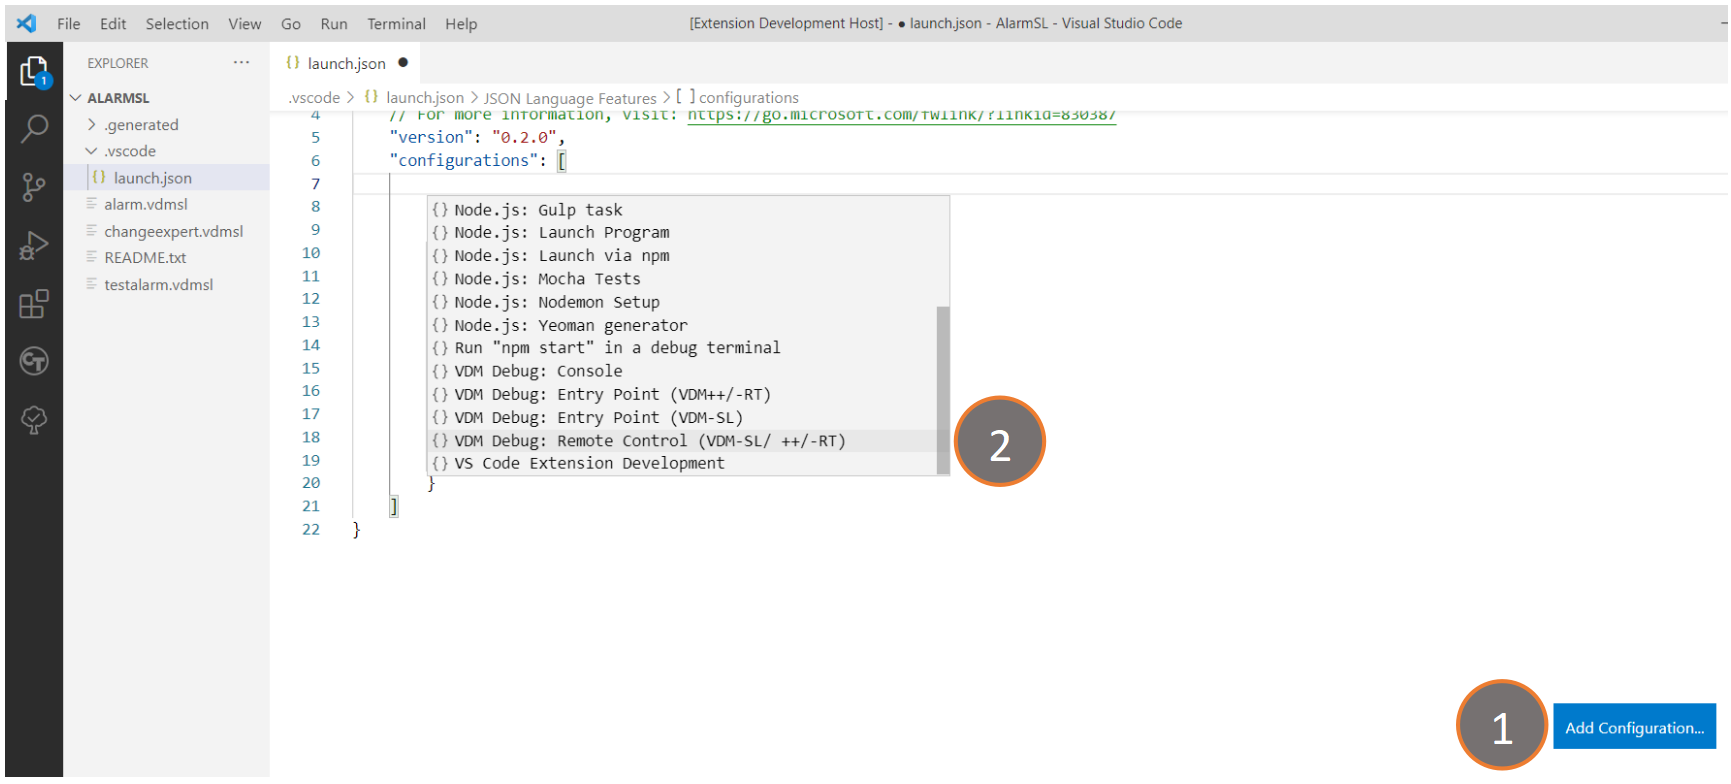 File Edit Selection View Go Run Terminal Help
[Extension Development Host] - ● launch.json - AlarmSL - Visual Studio Code
1
EXPLORER ···
ALARMSL
.generated
.vscode
{} launch.json
alarm.vdmsl
changeexpert.vdmsl
README.txt
testalarm.vdmsl
{} launch.json ●
.vscode > {} launch.json > JSON Language Features > [ ] configurations
4 // For more information, visit: https://go.microsoft.com/fwlink/?linkid=830387
5 "version": "0.2.0",
6 "configurations": [
7
8
9
10
11
12
13
14
15
16
17
18
19
20 }
21 ]
22 }
{} Node.js: Gulp task
{} Node.js: Launch Program
{} Node.js: Launch via npm
{} Node.js: Mocha Tests
{} Node.js: Nodemon Setup
{} Node.js: Yeoman generator
{} Run "npm start" in a debug terminal
{} VDM Debug: Console
{} VDM Debug: Entry Point (VDM++/-RT)
{} VDM Debug: Entry Point (VDM-SL)
{} VDM Debug: Remote Control (VDM-SL/ ++/-RT)
{} VS Code Extension Development
2
1
Add Configuration...